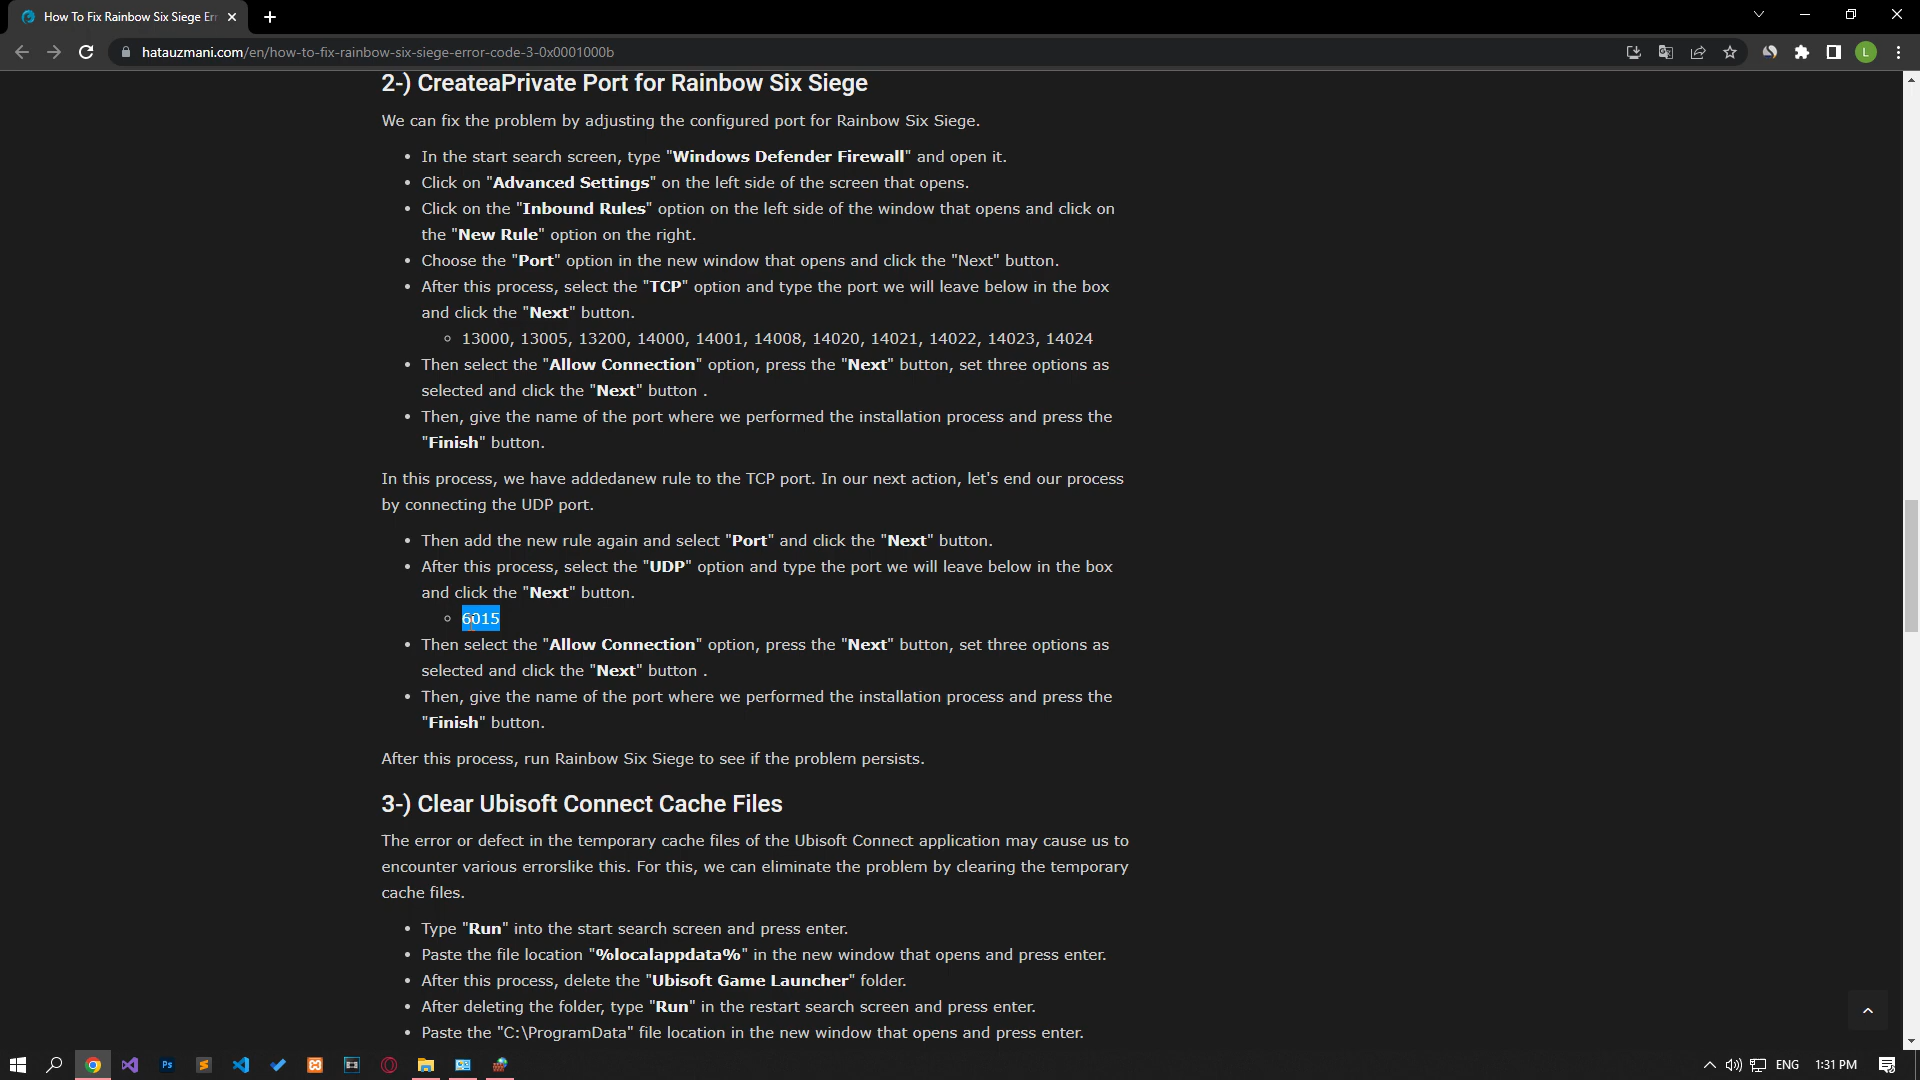 How To Fix Rainbow Six Siege Err
hatauzmani.com/en/how-to-fix-rainbow-six-siege-error-code-3-0x0001000b
L
2-) CreateaPrivate Port for Rainbow Six Siege
We can fix the problem by adjusting the configured port for Rainbow Six Siege.
In the start search screen, type "Windows Defender Firewall" and open it.
Click on "Advanced Settings" on the left side of the screen that opens.
Click on the "Inbound Rules" option on the left side of the window that opens and click on
the "New Rule" option on the right.
Choose the "Port" option in the new window that opens and click the "Next" button.
After this process, select the "TCP" option and type the port we will leave below in the box
and click the "Next" button.
13000, 13005, 13200, 14000, 14001, 14008, 14020, 14021, 14022, 14023, 14024
Then select the "Allow Connection" option, press the "Next" button, set three options as
selected and click the "Next" button .
Then, give the name of the port where we performed the installation process and press the
"Finish" button.
In this process, we have addedanew rule to the TCP port. In our next action, let's end our process
by connecting the UDP port.
Then add the new rule again and select "Port" and click the "Next" button.
After this process, select the "UDP" option and type the port we will leave below in the box
and click the "Next" button.
6015
Then select the "Allow Connection" option, press the "Next" button, set three options as
selected and click the "Next" button .
Then, give the name of the port where we performed the installation process and press the
"Finish" button.
After this process, run Rainbow Six Siege to see if the problem persists.
3-) Clear Ubisoft Connect Cache Files
The error or defect in the temporary cache files of the Ubisoft Connect application may cause us to
encounter various errorslike this. For this, we can eliminate the problem by clearing the temporary
cache files.
Type "Run" into the start search screen and press enter.
Paste the file location "%localappdata%" in the new window that opens and press enter.
After this process, delete the "Ubisoft Game Launcher" folder.
After deleting the folder, type "Run" in the restart search screen and press enter.
Paste the "C:\ProgramData" file location in the new window that opens and press enter.
Ps
ENG
1:31 PM